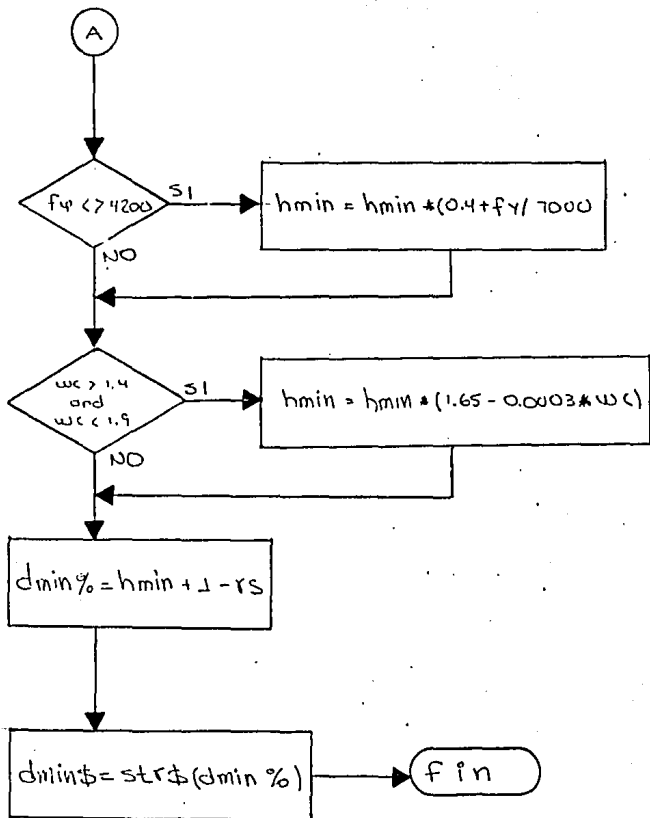 A
fy <> 4200
SI
hmin = hmin *(0.4+fy/7000
NO
wc > 1.4
and
wc < 1.9
SI
hmin = hmin * (1.65-0.0003*wc)
NO
dmin% = hmin + 1 - rs
dmin$ = str$(dmin %)
fin